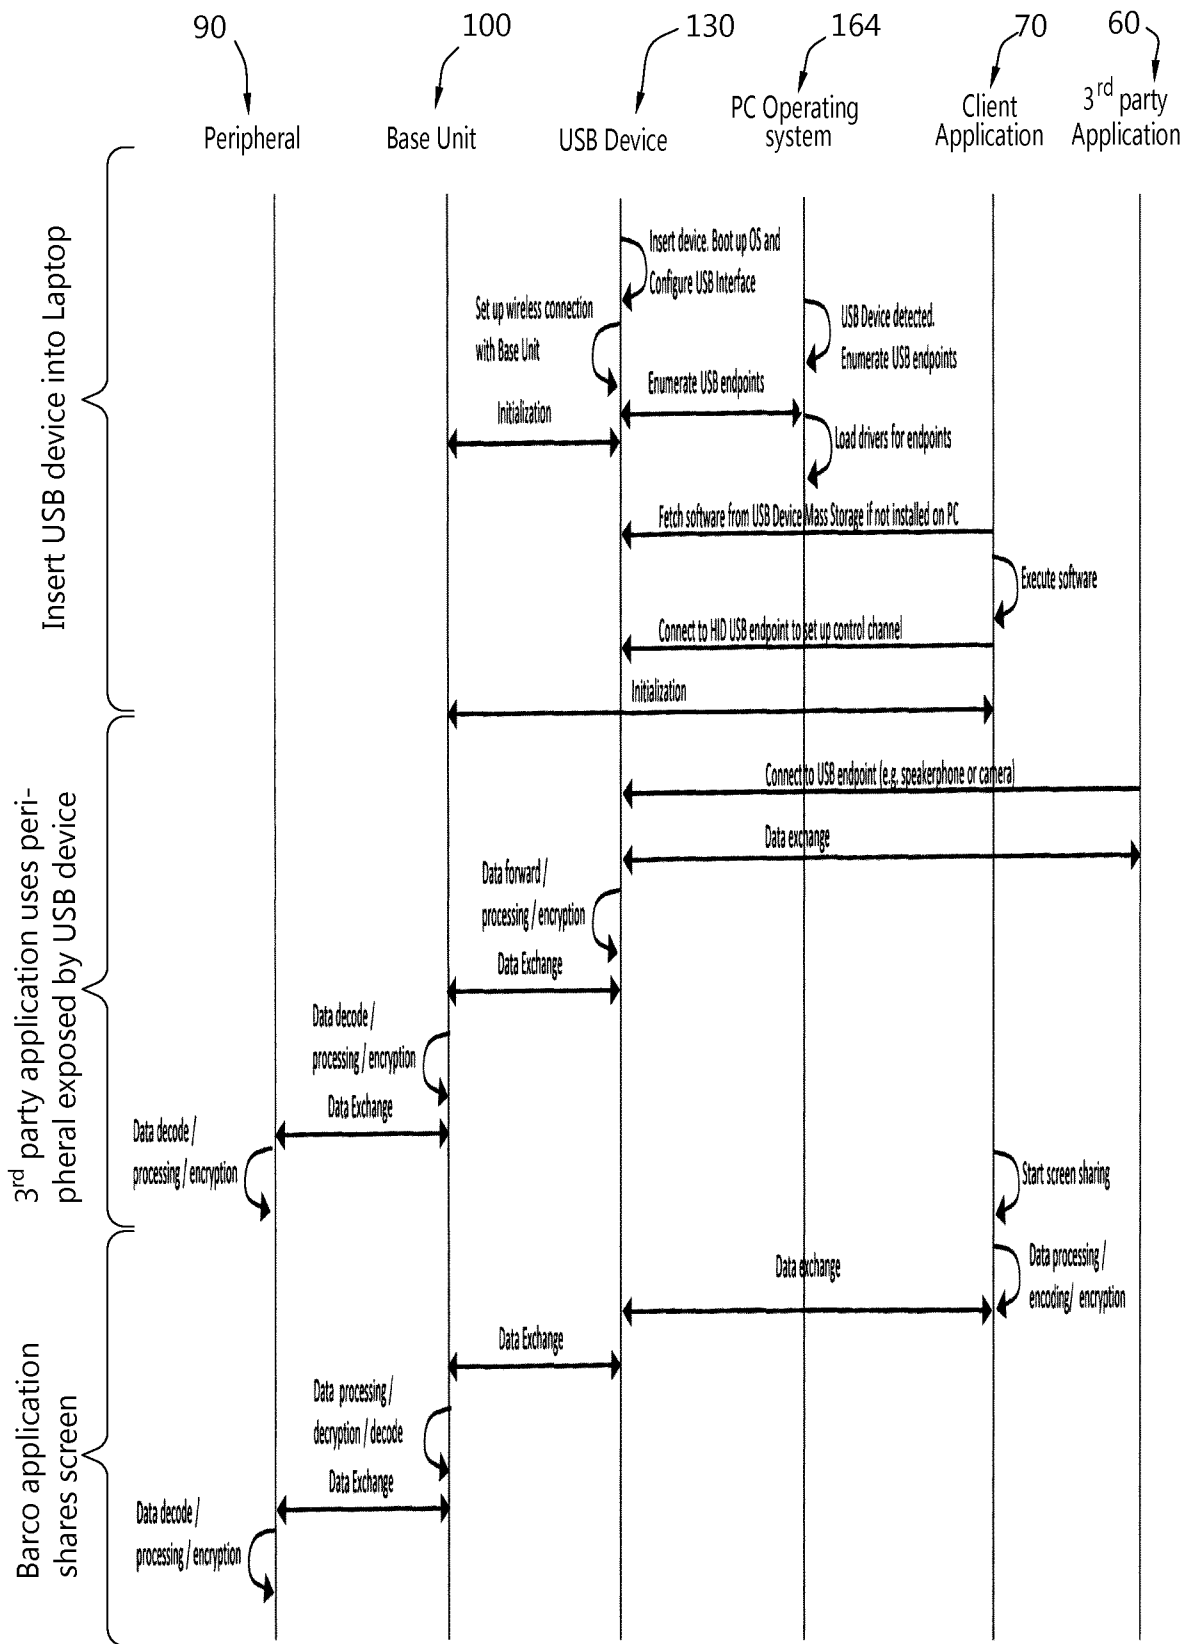 90
100
130
164
70
60
Peripheral
Base Unit
USB Device
PC Operating
system
Client
Application
3rd party
Application
Insert USB device into Laptop
Insert device. Boot up OS and
Configure USB Interface
Set up wireless connection
with Base Unit
USB Device detected.
Enumerate USB endpoints
Enumerate USB endpoints
Initialization
Load drivers for endpoints
Fetch software from USB Device Mass Storage if not installed on PC
Execute software
Connect to HID USB endpoint to set up control channel
Initialization
3rd party application uses peri-
pheral exposed by USB device
Connect to USB endpoint (e.g. speakerphone or camera)
Data exchange
Data forward /
processing / encryption
Data Exchange
Data decode /
processing / encryption
Data Exchange
Data decode /
processing / encryption
Start screen sharing
Barco application
shares screen
Data processing /
encoding/ encryption
Data exchange
Data Exchange
Data processing /
decryption / decode
Data Exchange
Data decode /
processing / encryption